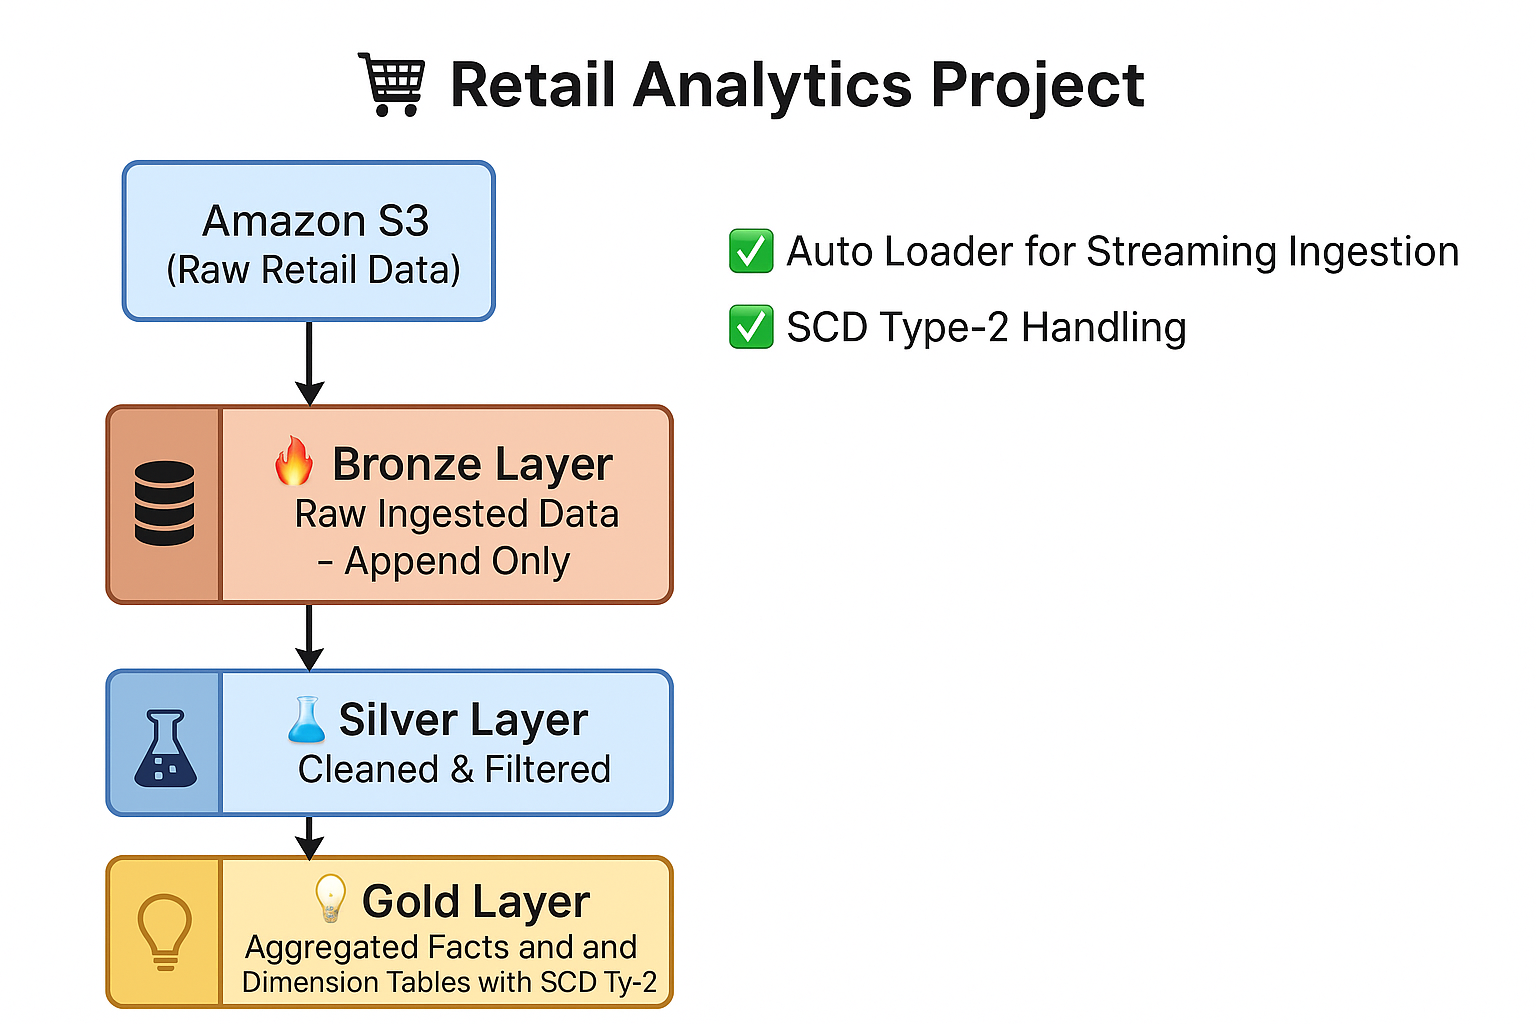 Retail Analytics Project
Amazon S3
(Raw Retail Data)
Auto Loader for Streaming Ingestion
SCD Type-2 Handling
Bronze Layer
Raw Ingested Data
- Append Only
Silver Layer
Cleaned & Filtered
Gold Layer
Aggregated Facts and and
Dimension Tables with SCD Ty-2